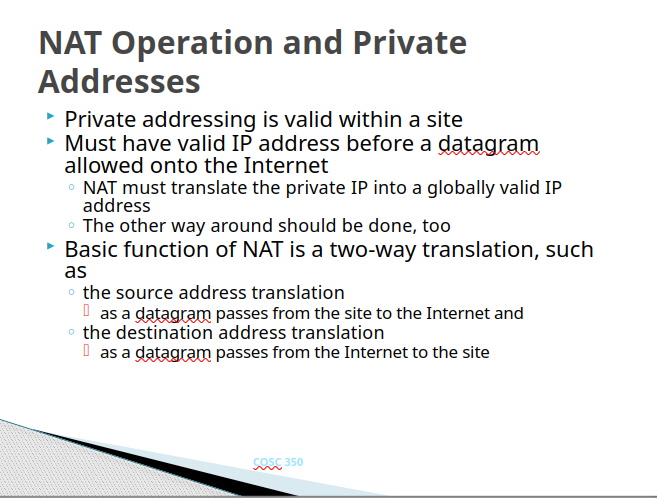 NAT Operation and Private
Addresses
Private addressing is valid within a site
Must have valid IP address before a datagram
allowed onto the Internet
NAT must translate the private IP into a globally valid IP
address
The other way around should be done, too
Basic function of NAT is a two-way translation, such
as
the source address translation
as a datagram passes from the site to the Internet and
the destination address translation
as a datagram passes from the Internet to the site
COSC 350